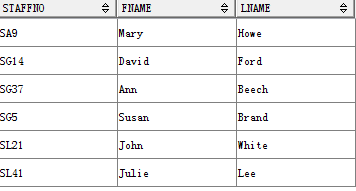 STAFFNO FNAME LNAME
SA9 Mary Howe
SG14 David Ford
SG37 Ann Beech
SG5 Susan Brand
SL21 John White
SL41 Julie Lee